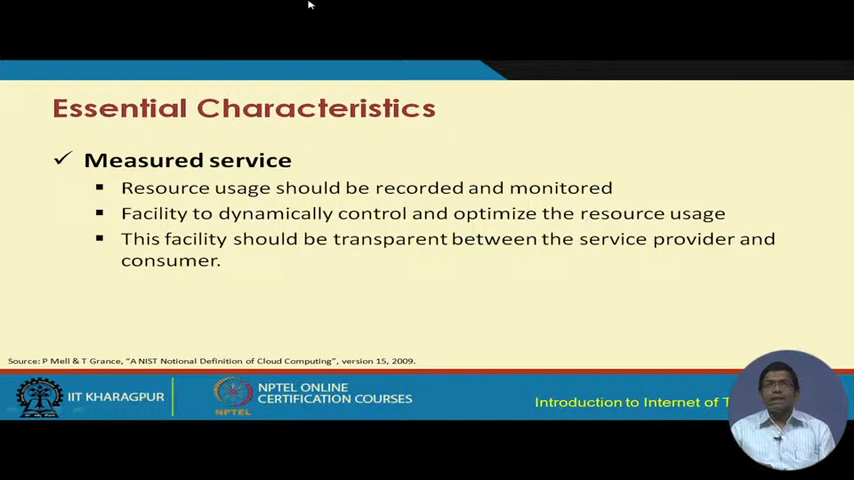 Essential Characteristics
✓ Measured service
▪ Resource usage should be recorded and monitored
▪ Facility to dynamically control and optimize the resource usage
▪ This facility should be transparent between the service provider and
consumer.
Source: P Mell & T Grance, "A NIST Notional Definition of Cloud Computing", version 15, 2009.
IIT KHARAGPUR
NPTEL
NPTEL ONLINE
CERTIFICATION COURSES
Introduction to Internet of T